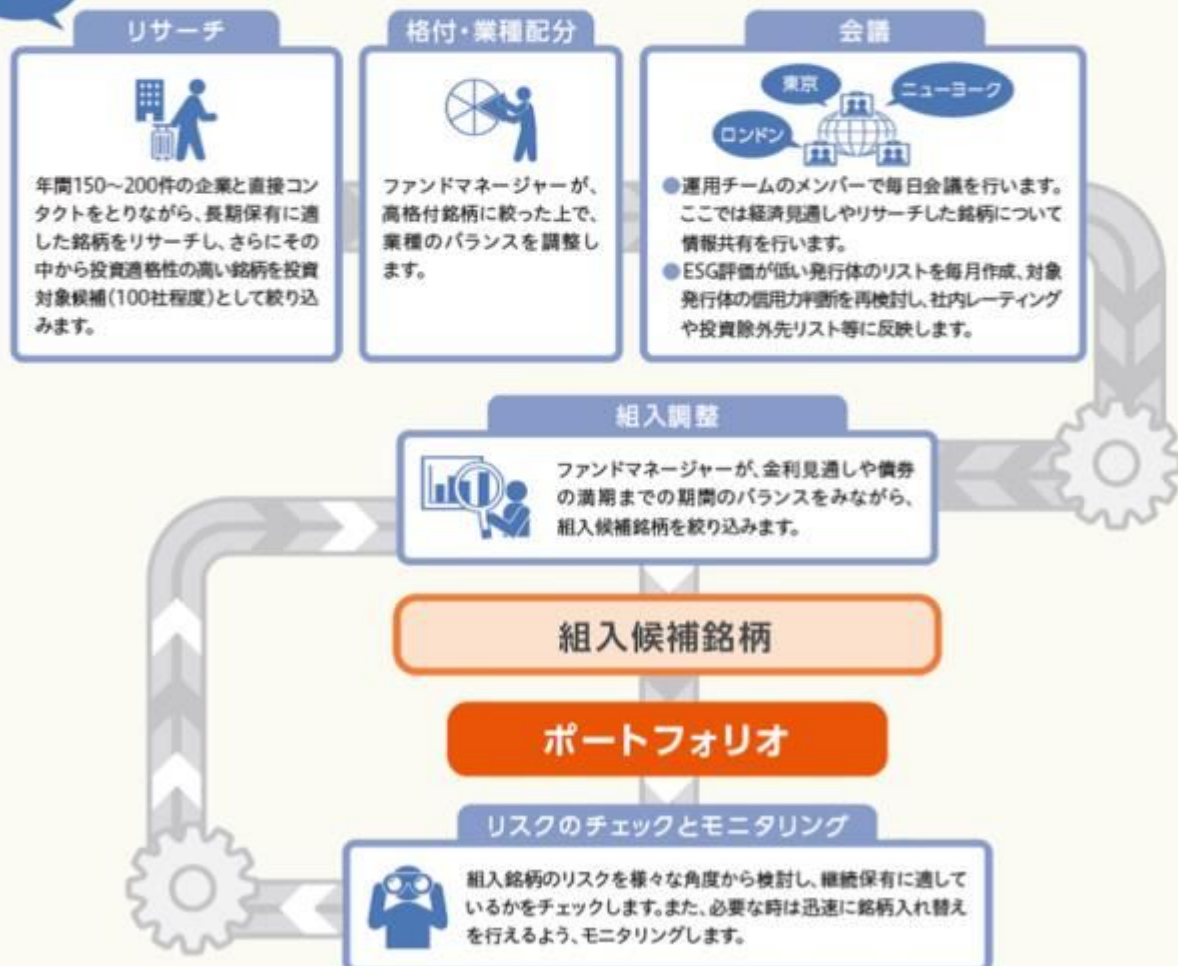 リサーチ
年間150～200件の企業と直接コン
タクトをとりながら、長期保有に適
した銘柄をリサーチし、さらにその
中から投資適格性の高い銘柄を投資
対象候補(100社程度)として絞り込
みます。
格付・業種配分
ファンドマネージャーが、
高格付銘柄に絞った上で、
業種のバランスを調整し
ます。
会議
東京
ニューヨーク
ロンドン
●運用チームのメンバーで毎日会議を行います。
ここでは経済見通しやリサーチした銘柄について
情報共有を行います。
●ESG評価が低い発行体のリストを毎月作成、対象
発行体の信用力判断を再検討し、社内レーティング
や投資除外先リスト等に反映します。
組入調整
ファンドマネージャーが、金利見通しや債券
の満期までの期間のバランスをみながら、
組入候補銘柄を絞り込みます。
組入候補銘柄
ポートフォリオ
リスクのチェックとモニタリング
組入銘柄のリスクを様々な角度から検討し、継続保有に適して
いるかをチェックします。また、必要な時は迅速に銘柄入れ替え
を行えるよう、モニタリングします。